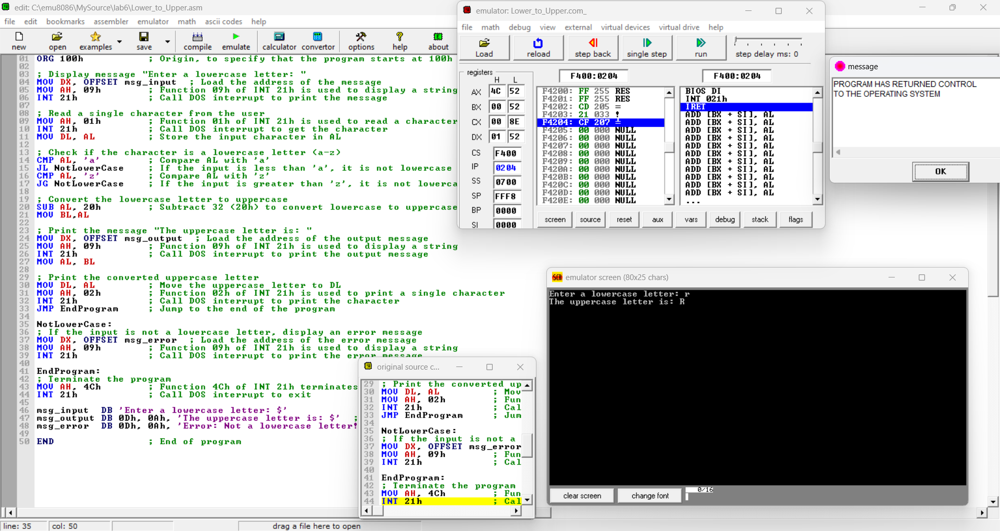 edit: C:\emu8086\MySource\lab6\Lower_to_Upper.asm
file edit bookmarks assembler emulator math ascii codes help
new open examples save compile emulate calculator convertor options help about
01 ORG 100h ; Origin, to specify that the program starts at 100h
02
03 ; Display message "Enter a lowercase letter: "
04 MOV DX, OFFSET msg_input ; Load the address of the message
05 MOV AH, 09h ; Function 09h of INT 21h is used to display a string
06 INT 21h ; Call DOS interrupt to print the message
07
08 ; Read a single character from the user
09 MOV AH, 01h ; Function 01h of INT 21h is used to read a character
10 INT 21h ; Call DOS interrupt to get the character
11 MOV DL, AL ; Store the input character in AL
12
13 ; Check if the character is a lowercase letter (a-z)
14 CMP AL, 'a' ; Compare AL with 'a'
15 JL NotLowerCase ; If the input is less than 'a', it is not lowercase
16 CMP AL, 'z' ; Compare AL with 'z'
17 JG NotLowerCase ; If the input is greater than 'z', it is not lowerca
18
19 ; Convert the lowercase letter to uppercase
20 SUB AL, 20h ; Subtract 32 (20h) to convert lowercase to uppercase
21 MOV BL,AL
22
23 ; Print the message "The uppercase letter is: "
24 MOV DX, OFFSET msg_output ; Load the address of the output message
25 MOV AH, 09h ; Function 09h of INT 21h is used to display a string
26 INT 21h ; Call DOS interrupt to print the output message
27 MOV AL, BL
28
29 ; Print the converted uppercase letter
30 MOV DL, AL ; Move the uppercase letter to DL
31 MOV AH, 02h ; Function 02h of INT 21h is used to print a single character
32 INT 21h ; Call DOS interrupt to print the character
33 JMP EndProgram ; Jump to the end of the program
34
35 NotLowerCase:
36 ; If the input is not a lowercase letter, display an error message
37 MOV DX, OFFSET msg_error ; Load the address of the error message
38 MOV AH, 09h ; Function 09h of INT 21h is used to display a string
39 INT 21h ; Call DOS interrupt to print the error message
40
41 EndProgram:
42 ; Terminate the program
43 MOV AH, 4Ch ; Function 4Ch of INT 21h terminates
44 INT 21h ; Call DOS interrupt to exit
45
46 msg_input DB 'Enter a lowercase letter: $'
47 msg_output DB 0Dh, 0Ah, 'The uppercase letter is: $' ;
48 msg_error DB 0Dh, 0Ah, 'Error: Not a lowercase letter!
49
50 END ; End of program
line: 35 col: 50 drag a file here to open
emulator: Lower_to_Upper.com_
file math debug view external virtual devices virtual drive help
Load reload step back single step run step delay ms: 0
registers
H L
AX 4C 52
BX 00 52
CX 00 8E
DX 01 52
CS F400
IP 0204
SS 0700
SP FFF8
BP 0000
SI 0000
F400:0204
F4200: FF 255 RES
F4201: FF 255 RES
F4202: CD 205 =
F4203: 21 033 !
F4204: CF 207 ╧
F4205: 00 000 NULL
F4206: 00 000 NULL
F4207: 00 000 NULL
F4208: 00 000 NULL
F4209: 00 000 NULL
F420A: 00 000 NULL
F420B: 00 000 NULL
F420C: 00 000 NULL
F420D: 00 000 NULL
F420E: 00 000 NULL
F400:0204
BIOS DI
INT 021h
IRET
ADD [BX + SI], AL
ADD [BX + SI], AL
ADD [BX + SI], AL
ADD [BX + SI], AL
ADD [BX + SI], AL
ADD [BX + SI], AL
ADD [BX + SI], AL
ADD [BX + SI], AL
ADD [BX + SI], AL
ADD [BX + SI], AL
ADD [BX + SI], AL
...
screen source reset aux vars debug stack flags
message
PROGRAM HAS RETURNED CONTROL
TO THE OPERATING SYSTEM
OK
original source c...
29 ; Print the converted up
30 MOV DL, AL ; Mov
31 MOV AH, 02h ; Fun
32 INT 21h ; Cal
33 JMP EndProgram ; Jum
34
35 NotLowerCase:
36 ; If the input is not a
37 MOV DX, OFFSET msg_error
38 MOV AH, 09h ; Fun
39 INT 21h ; Cal
40
41 EndProgram:
42 ; Terminate the program
43 MOV AH, 4Ch ; Fun
44 INT 21h ; Cal
SCR emulator screen (80x25 chars)
Enter a lowercase letter: r
The uppercase letter is: R
clear screen change font 0/16